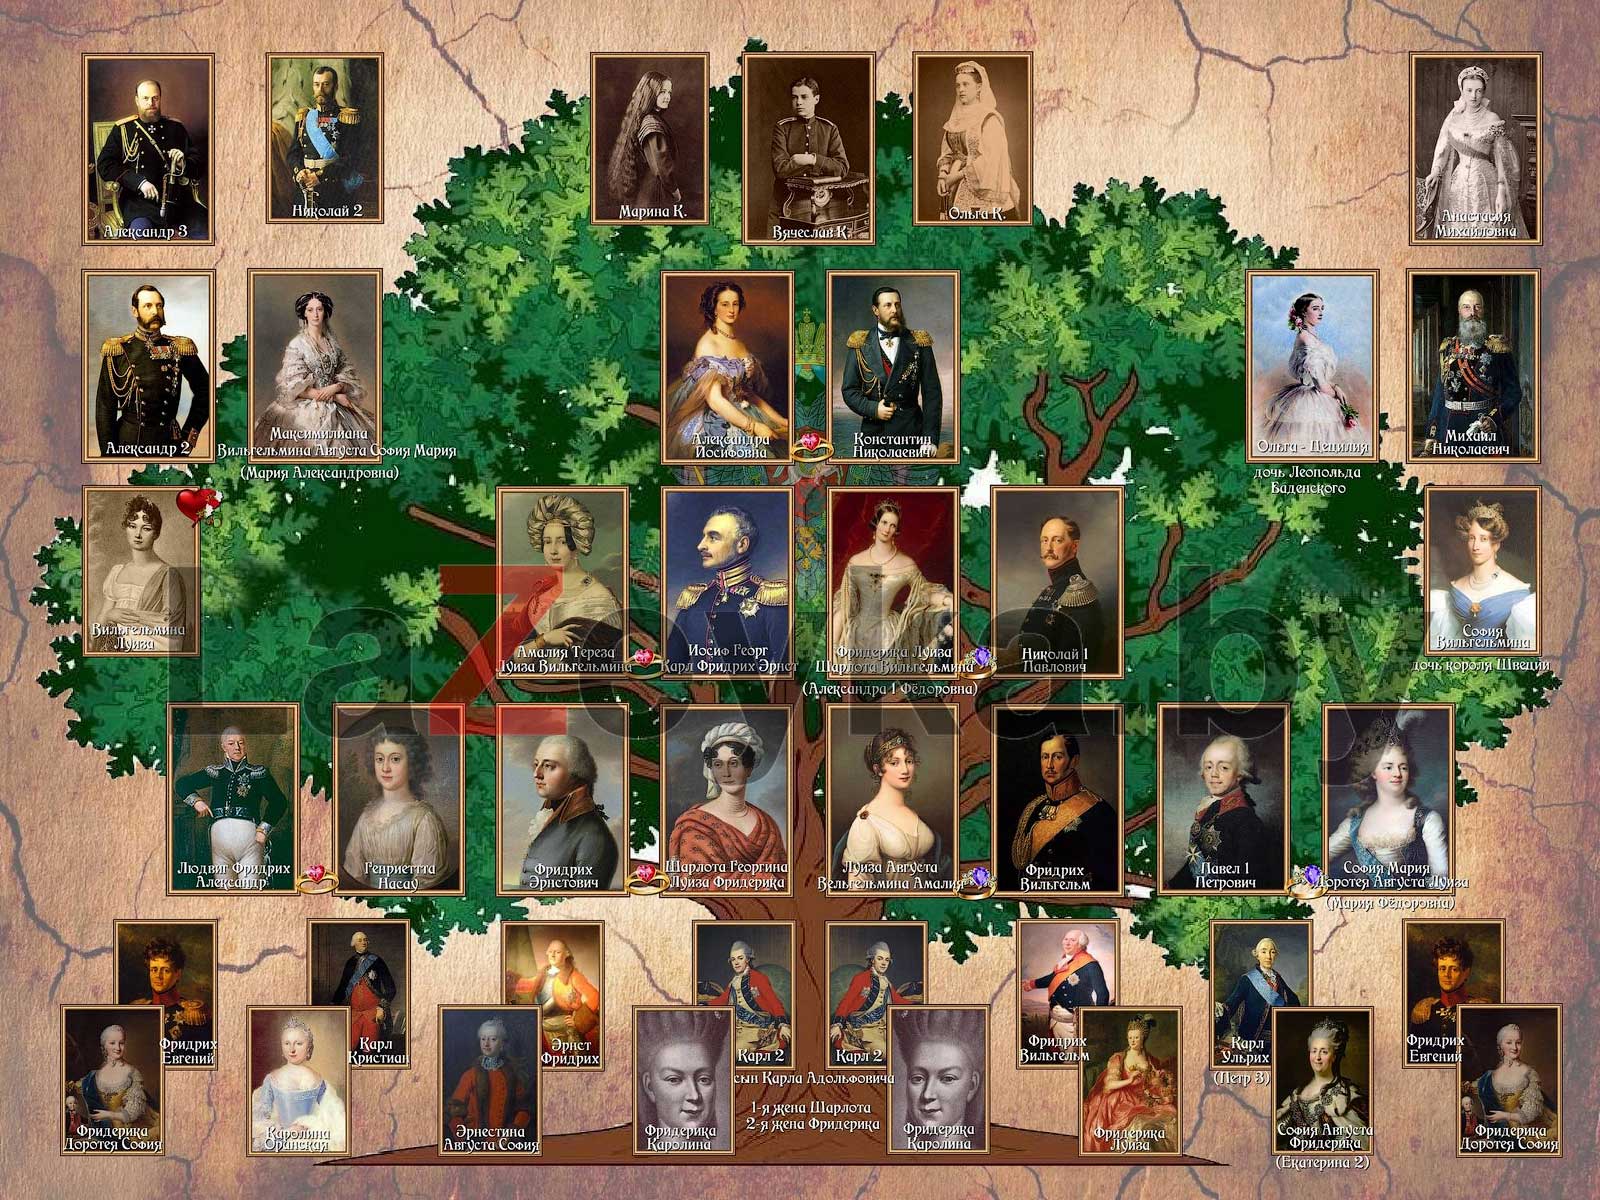 Александр 3
Николай 2
Марина К.
Вячеслав К.
Ольга К.
Анастасия
Михайловна
Александр 2
Максимилиана
Вильгельмина Августа София Мария
(Мария Александровна)
Александра
Иосифовна
Константин
Николаевич
Ольга - Цецилия
дочь Леопольда
Баденского
Михаил
Николаевич
Вильгельмина
Луиза
Амалия Тереза
Луиза Вильгельмина
Иосиф Георг
Карл Фридрих Эрнст
Фридерика Луиза
Шарлота Вильгельмина
(Александра 1 Фёдоровна)
Николай 1
Павлович
София
Вильгельмина
дочь короля Швеции
LaZeyka.by
Людвиг Фридрих
Александр
Генриеттта
Насау
Фридрих
Эрнстович
Шарлота Георгина
Луиза Фридерика
Луиза Августа
Вельгельмина Амалия
Фридрих
Вильгельм
Павел 1
Петрович
София Мария
Доротея Августа Луиза
(Мария Фёдоровна)
Фридрих
Евгений
Фридерика
Доротея София
Карл
Кристиан
Каролина
Оранская
Эрнст
Фридрих
Эрнестина
Августа София
Карл 2
Карл 2
сын Карла Адольфовича
1-я жена Шарлота
2-я жена Фридерика
Фридерика
Каролина
Фридерика
Каролина
Фридрих
Вильгельм
Фридерика
Луиза
Карл
Ульрих
(Петр 3)
София Августа
Фридерика
(Екатерина 2)
Фридрих
Евгений
Фридерика
Доротея София